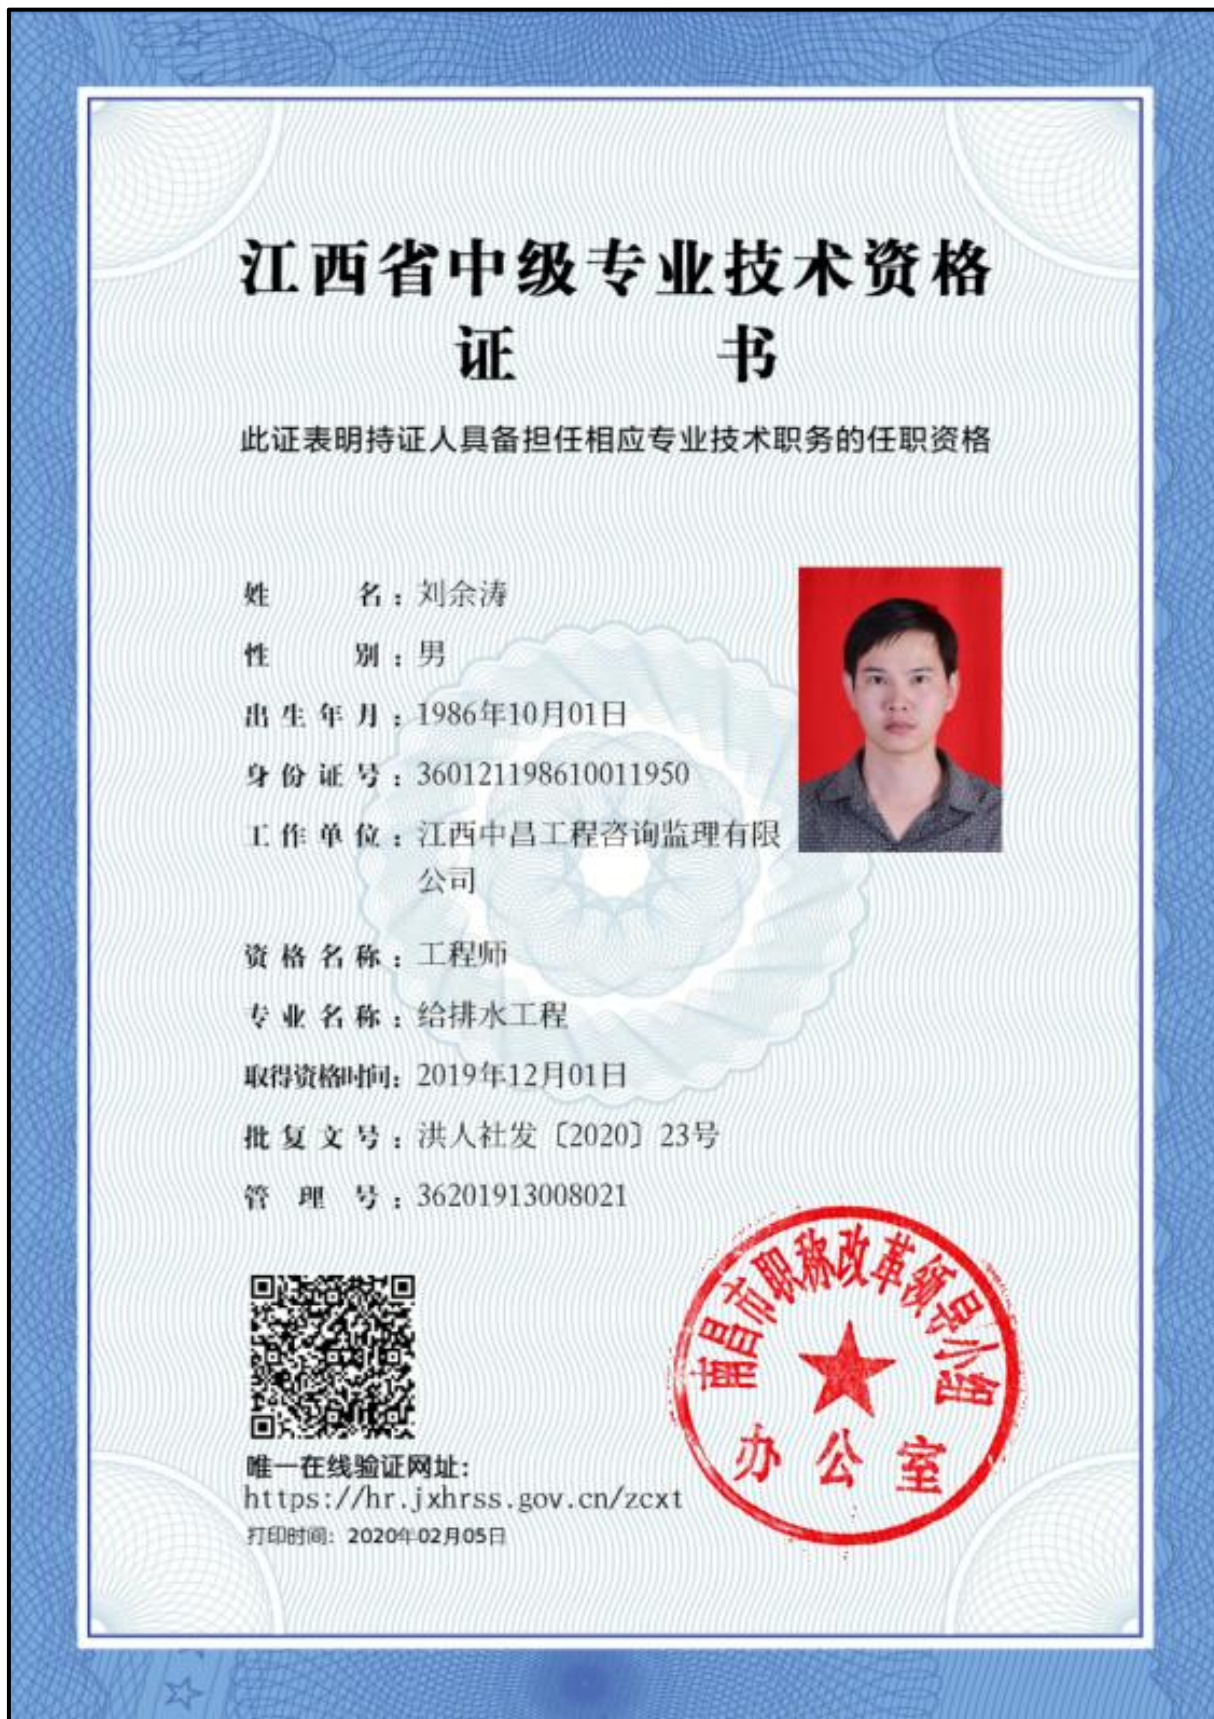 江西省中级专业技术资格
证 书
此证表明持证人具备担任相应专业技术职务的任职资格
姓 名：刘余涛
性 别：男
出生年月：1986年10月01日
身份证号：360121198610011950
工作单位：江西中昌工程咨询监理有限
公司
资格名称：工程师
专业名称：给排水工程
取得资格时间：2019年12月01日
批复文号：洪人社发〔2020〕23号
管 理 号：36201913008021
南昌市职称改革领导小组
办公室
唯一在线验证网址：
https://hr.jxhrss.gov.cn/zcxt
打印时间：2020年02月05日